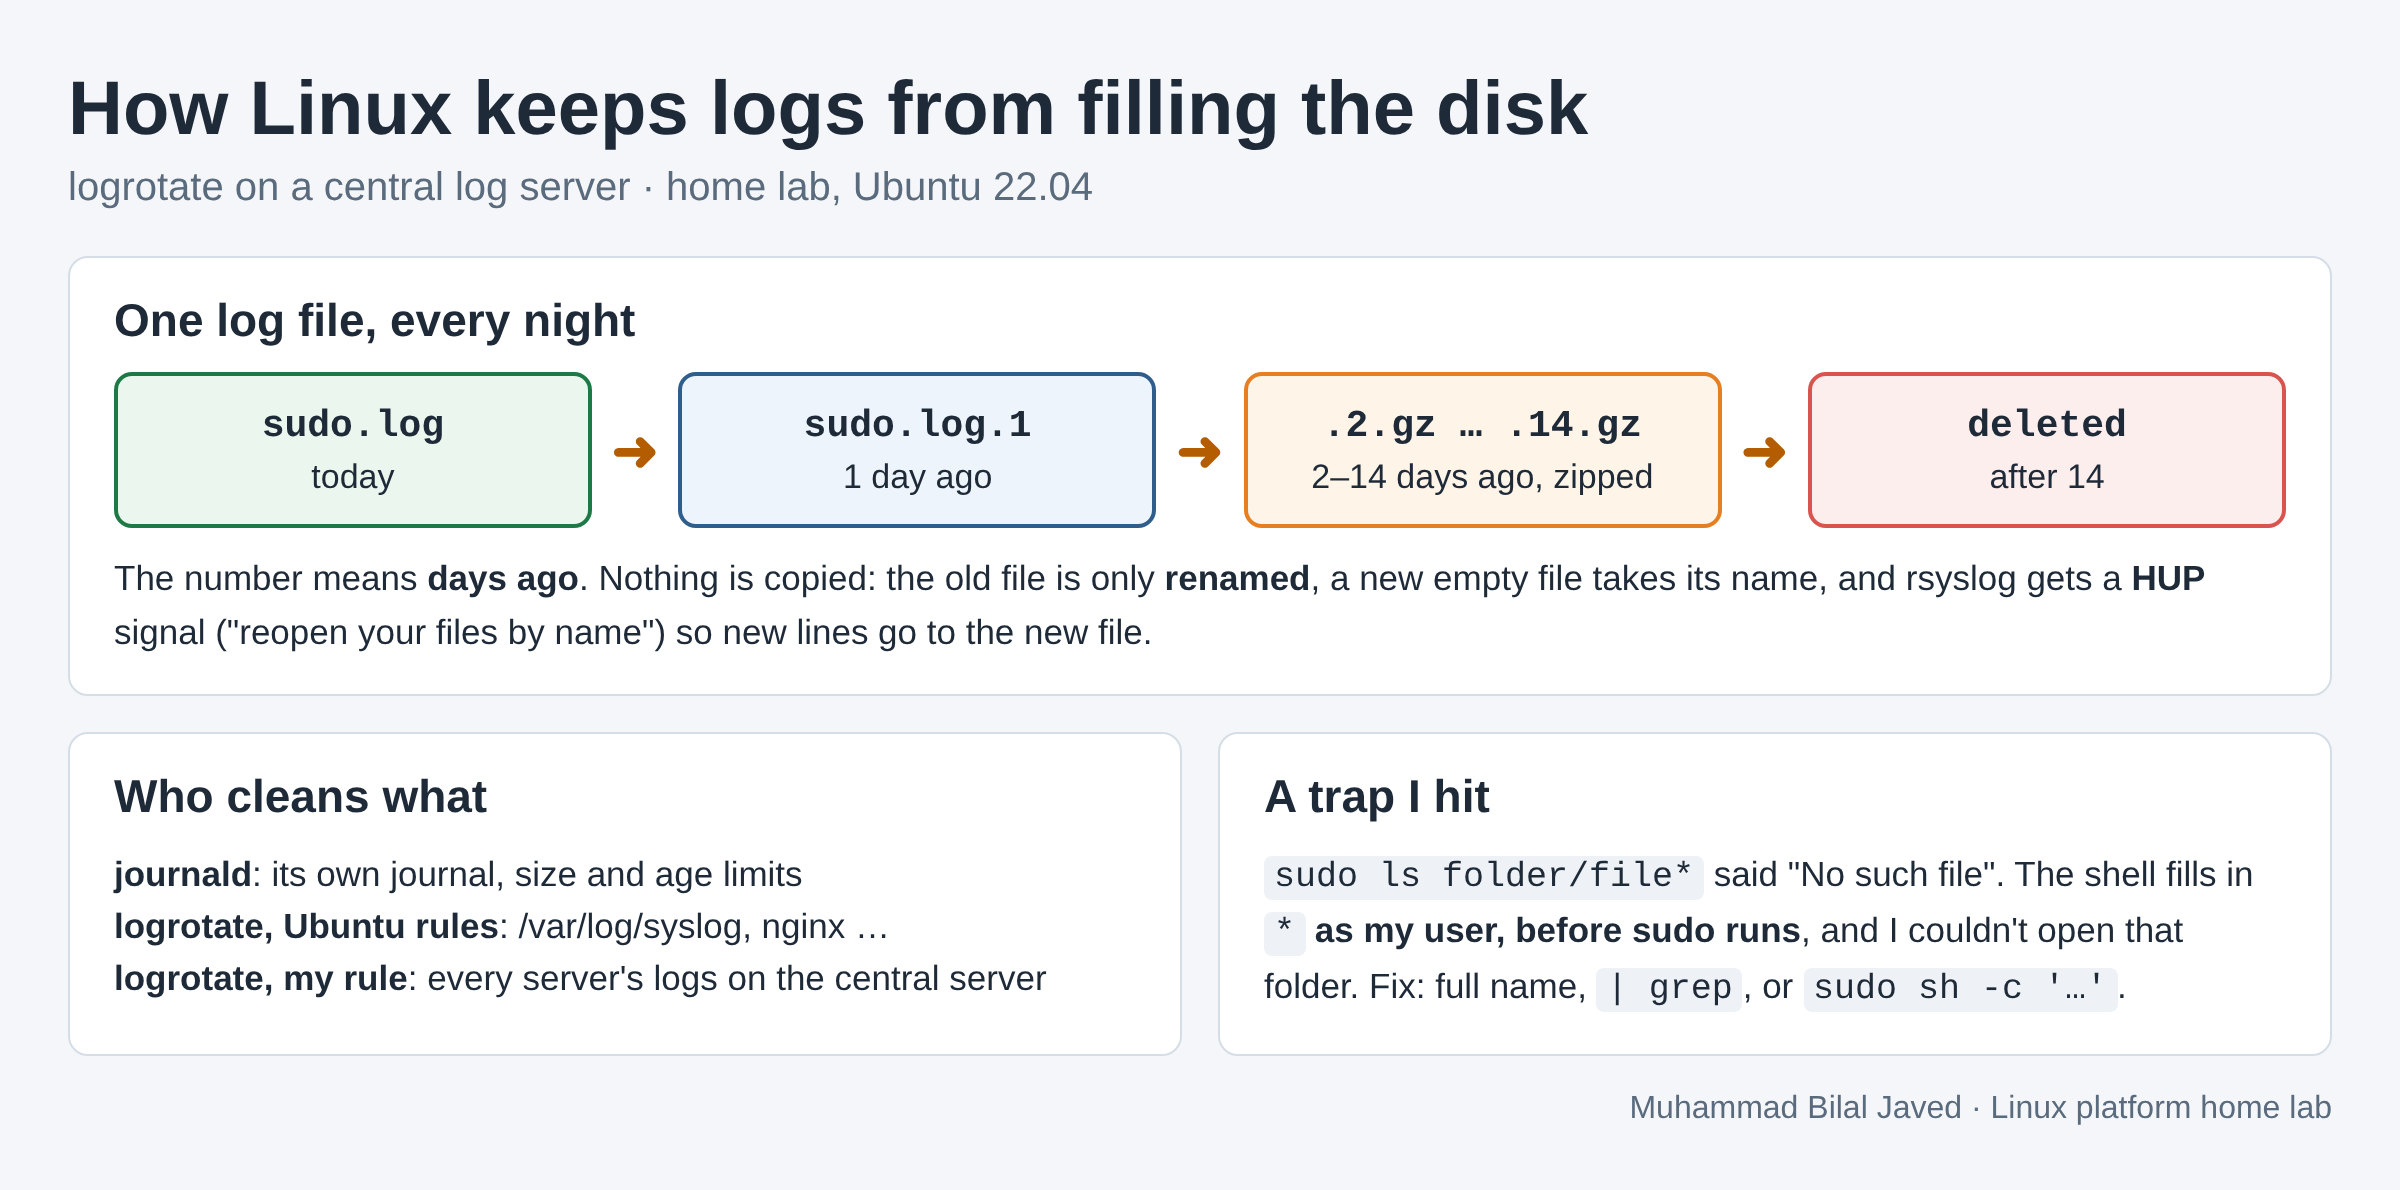 How Linux keeps logs from filling the disk
logrotate on a central log server · home lab, Ubuntu 22.04
One log file, every night
sudo.log
today
➜
sudo.log.1
1 day ago
➜
.2.gz … .14.gz
2–14 days ago, zipped
➜
deleted
after 14
The number means days ago. Nothing is copied: the old file is only renamed, a new empty file takes its name, and rsyslog gets a HUP
signal ("reopen your files by name") so new lines go to the new file.
Who cleans what
journald: its own journal, size and age limits
logrotate, Ubuntu rules: /var/log/syslog, nginx …
logrotate, my rule: every server's logs on the central server
A trap I hit
sudo ls folder/file* said "No such file". The shell fills in
* as my user, before sudo runs, and I couldn't open that
folder. Fix: full name, | grep, or sudo sh -c '…'.
Muhammad Bilal Javed · Linux platform home lab